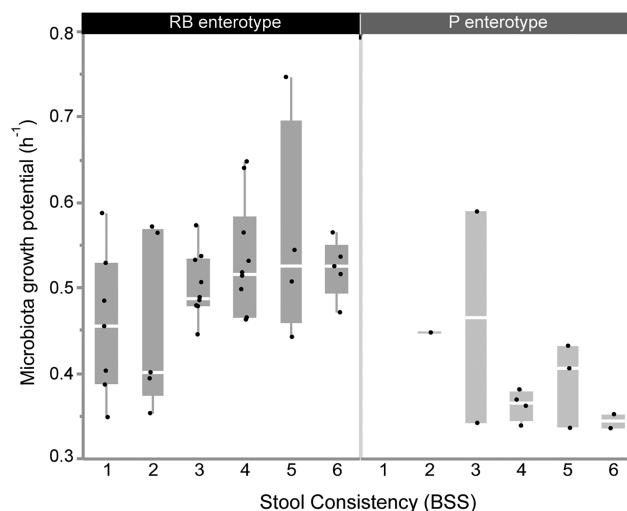 RB enterotype P enterotype
Microbiota growth potential (h-1)
0.8
0.7
0.6
0.5
0.4
0.3
1 2 3 4 5 6 1 2 3 4 5 6
Stool Consistency (BSS)